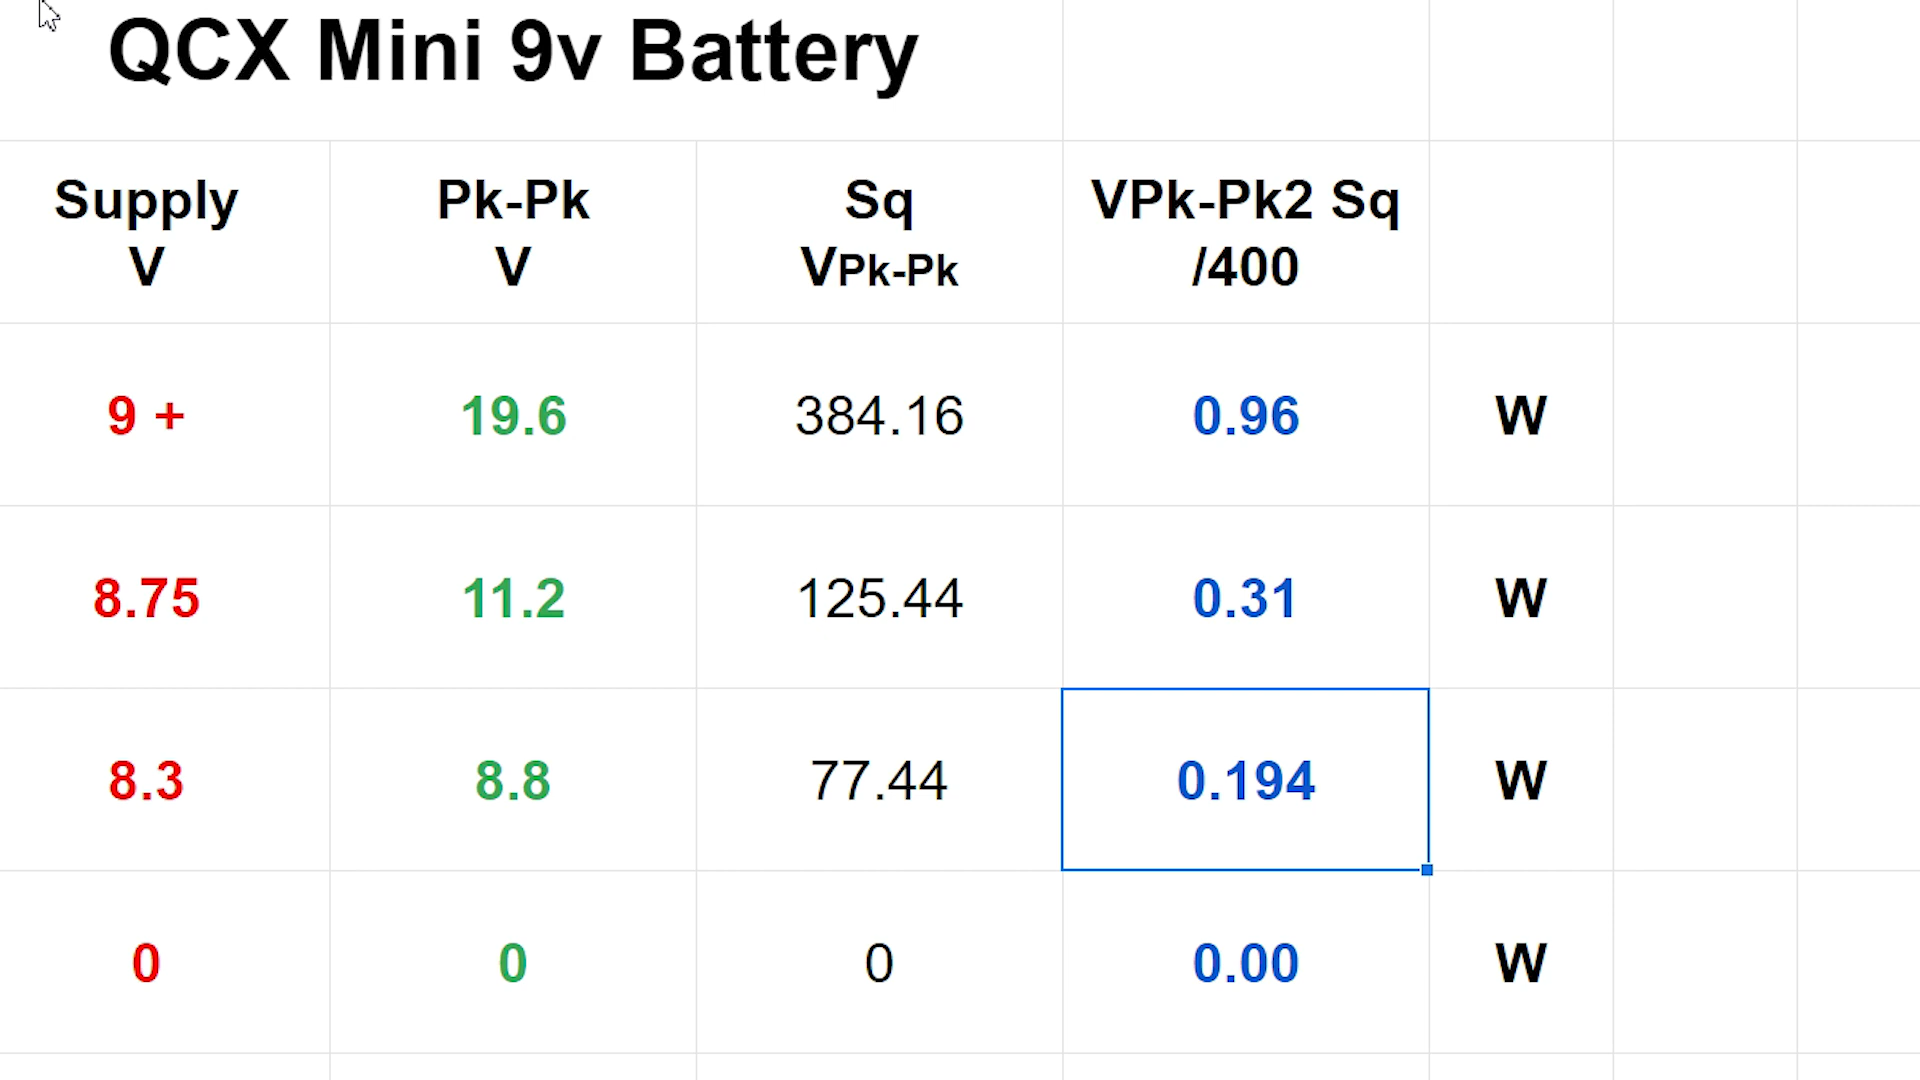 QCX Mini 9v Battery
Supply V Pk-Pk V Sq VPk-Pk VPk-Pk2 Sq /400
9 + 19.6 384.16 0.96 W
8.75 11.2 125.44 0.31 W
8.3 8.8 77.44 0.194 W
0 0 0 0.00 W